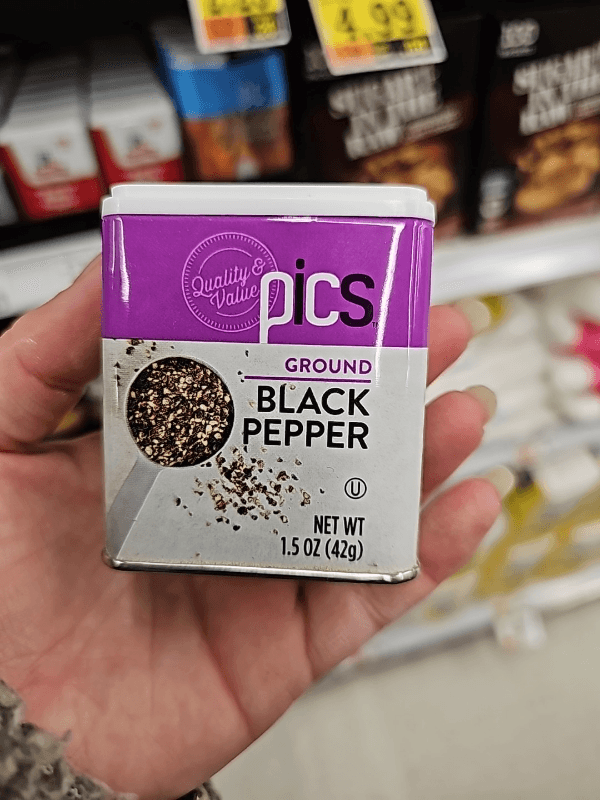 4.99
Quality &
Value
pics
GROUND
BLACK
PEPPER
U
NET WT
1.5 OZ (42g)